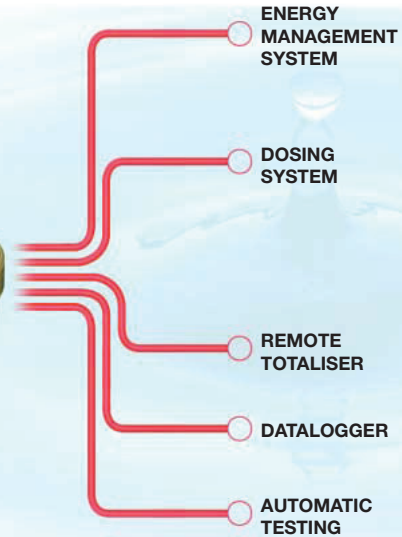 ENERGY
MANAGEMENT
SYSTEM
DOSING
SYSTEM
REMOTE
TOTALISER
DATALOGGER
AUTOMATIC
TESTING